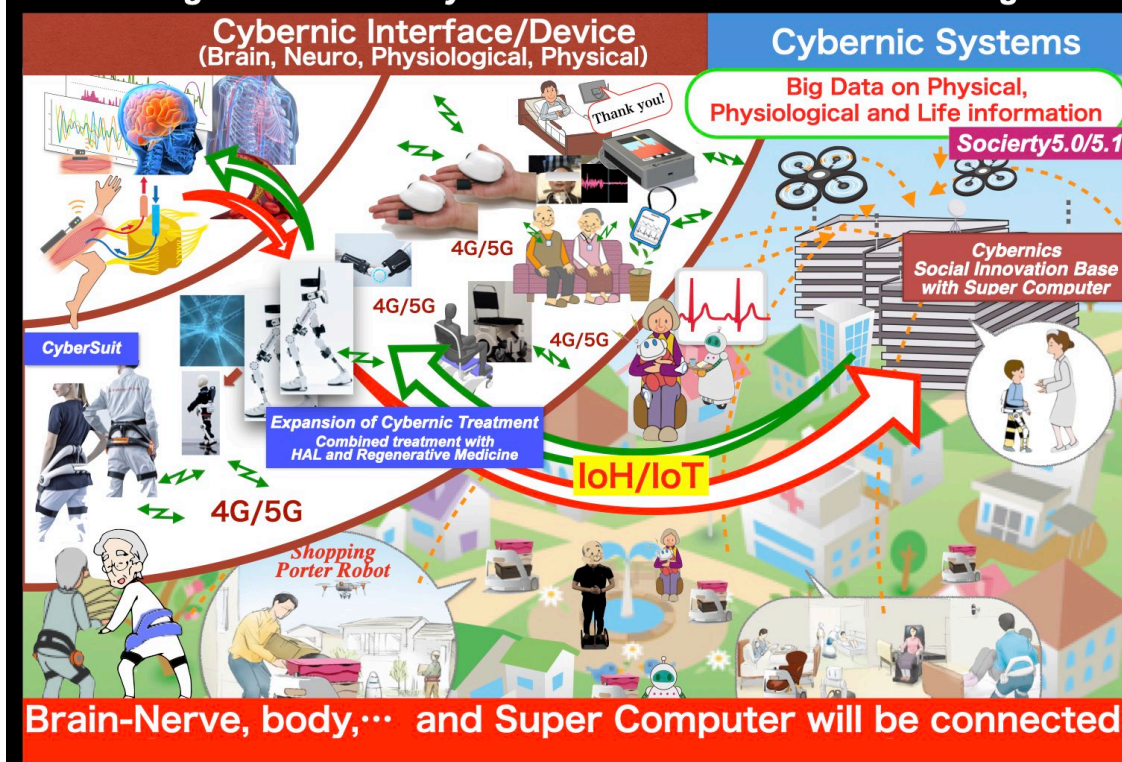 Cybernic Interface/Device
(Brain, Neuro, Physiological, Physical)
Cybernic Systems
Big Data on Physical,
Physiological and Life information
Socierty5.0/5.1
Thank you!
4G/5G
4G/5G
4G/5G
Cybernics
Social Innovation Base
with Super Computer
CyberSuit
Expansion of Cybernic Treatment
Combined treatment with
HAL and Regenerative Medicine
IoH/IoT
4G/5G
Shopping
Porter Robot
Brain-Nerve, body,··· and Super Computer will be connected